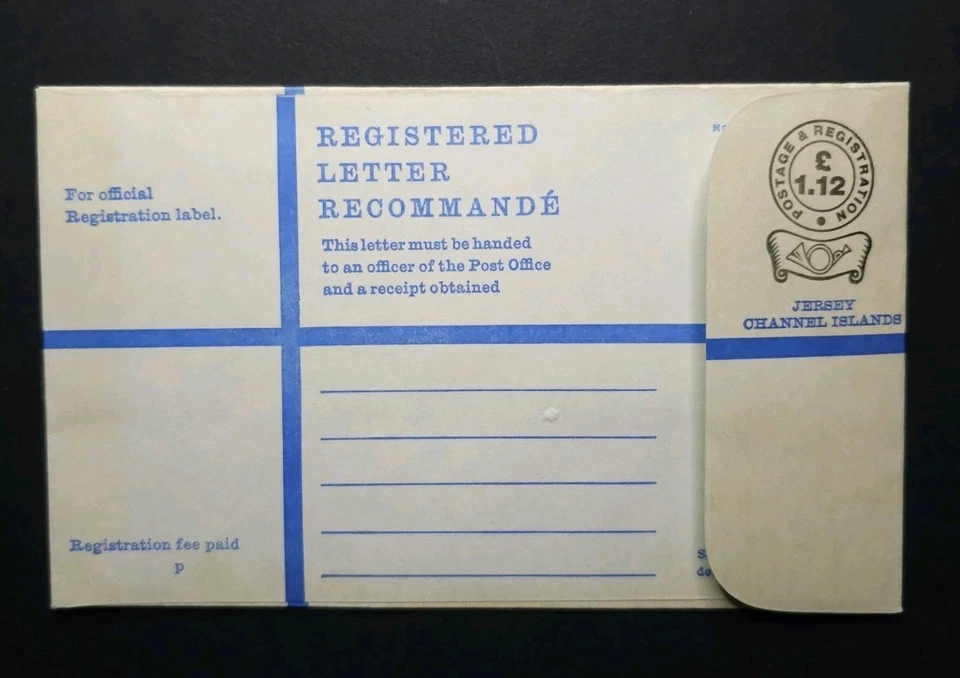 REGISTERED
LETTER
RECOMMANDÉ
This letter must be handed
to an officer of the Post Office
and a receipt obtained
For official
Registration label.
Registration fee paid
p
POSTAGE & REGISTRATION
£
1.12
JERSEY
CHANNEL ISLANDS